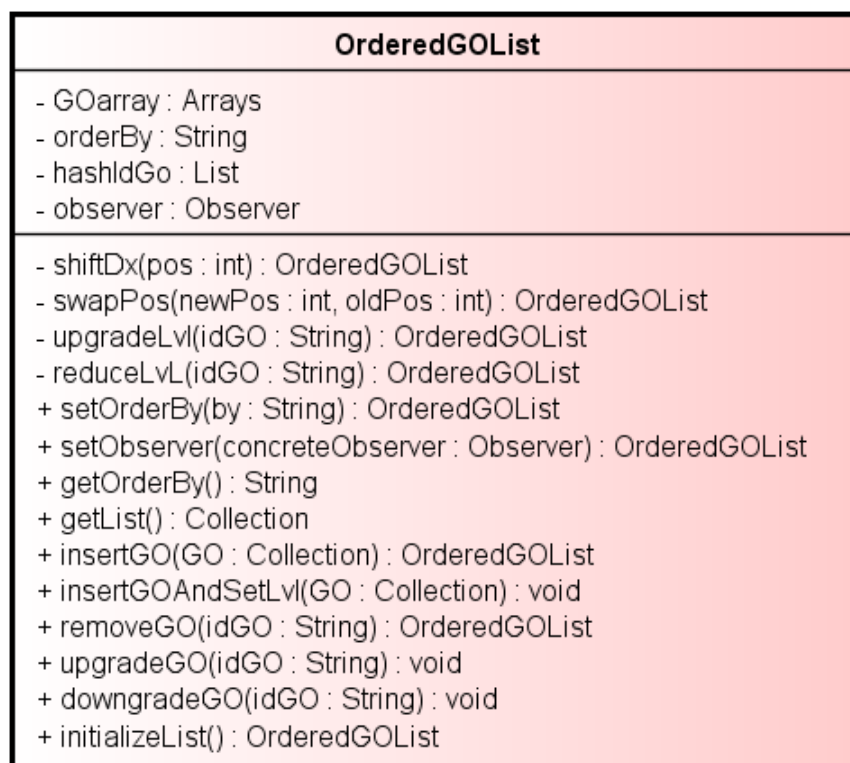 OrderedGOList
- GOarray : Arrays
- orderBy : String
- hashIdGo : List
- observer : Observer
- shiftDx(pos : int) : OrderedGOList
- swapPos(newPos : int, oldPos : int) : OrderedGOList
- upgradeLvl(idGO : String) : OrderedGOList
- reduceLvL(idGO : String) : OrderedGOList
+ setOrderBy(by : String) : OrderedGOList
+ setObserver(concreteObserver : Observer) : OrderedGOList
+ getOrderBy() : String
+ getList() : Collection
+ insertGO(GO : Collection) : OrderedGOList
+ insertGOAndSetLvl(GO : Collection) : void
+ removeGO(idGO : String) : OrderedGOList
+ upgradeGO(idGO : String) : void
+ downgradeGO(idGO : String) : void
+ initializeList() : OrderedGOList